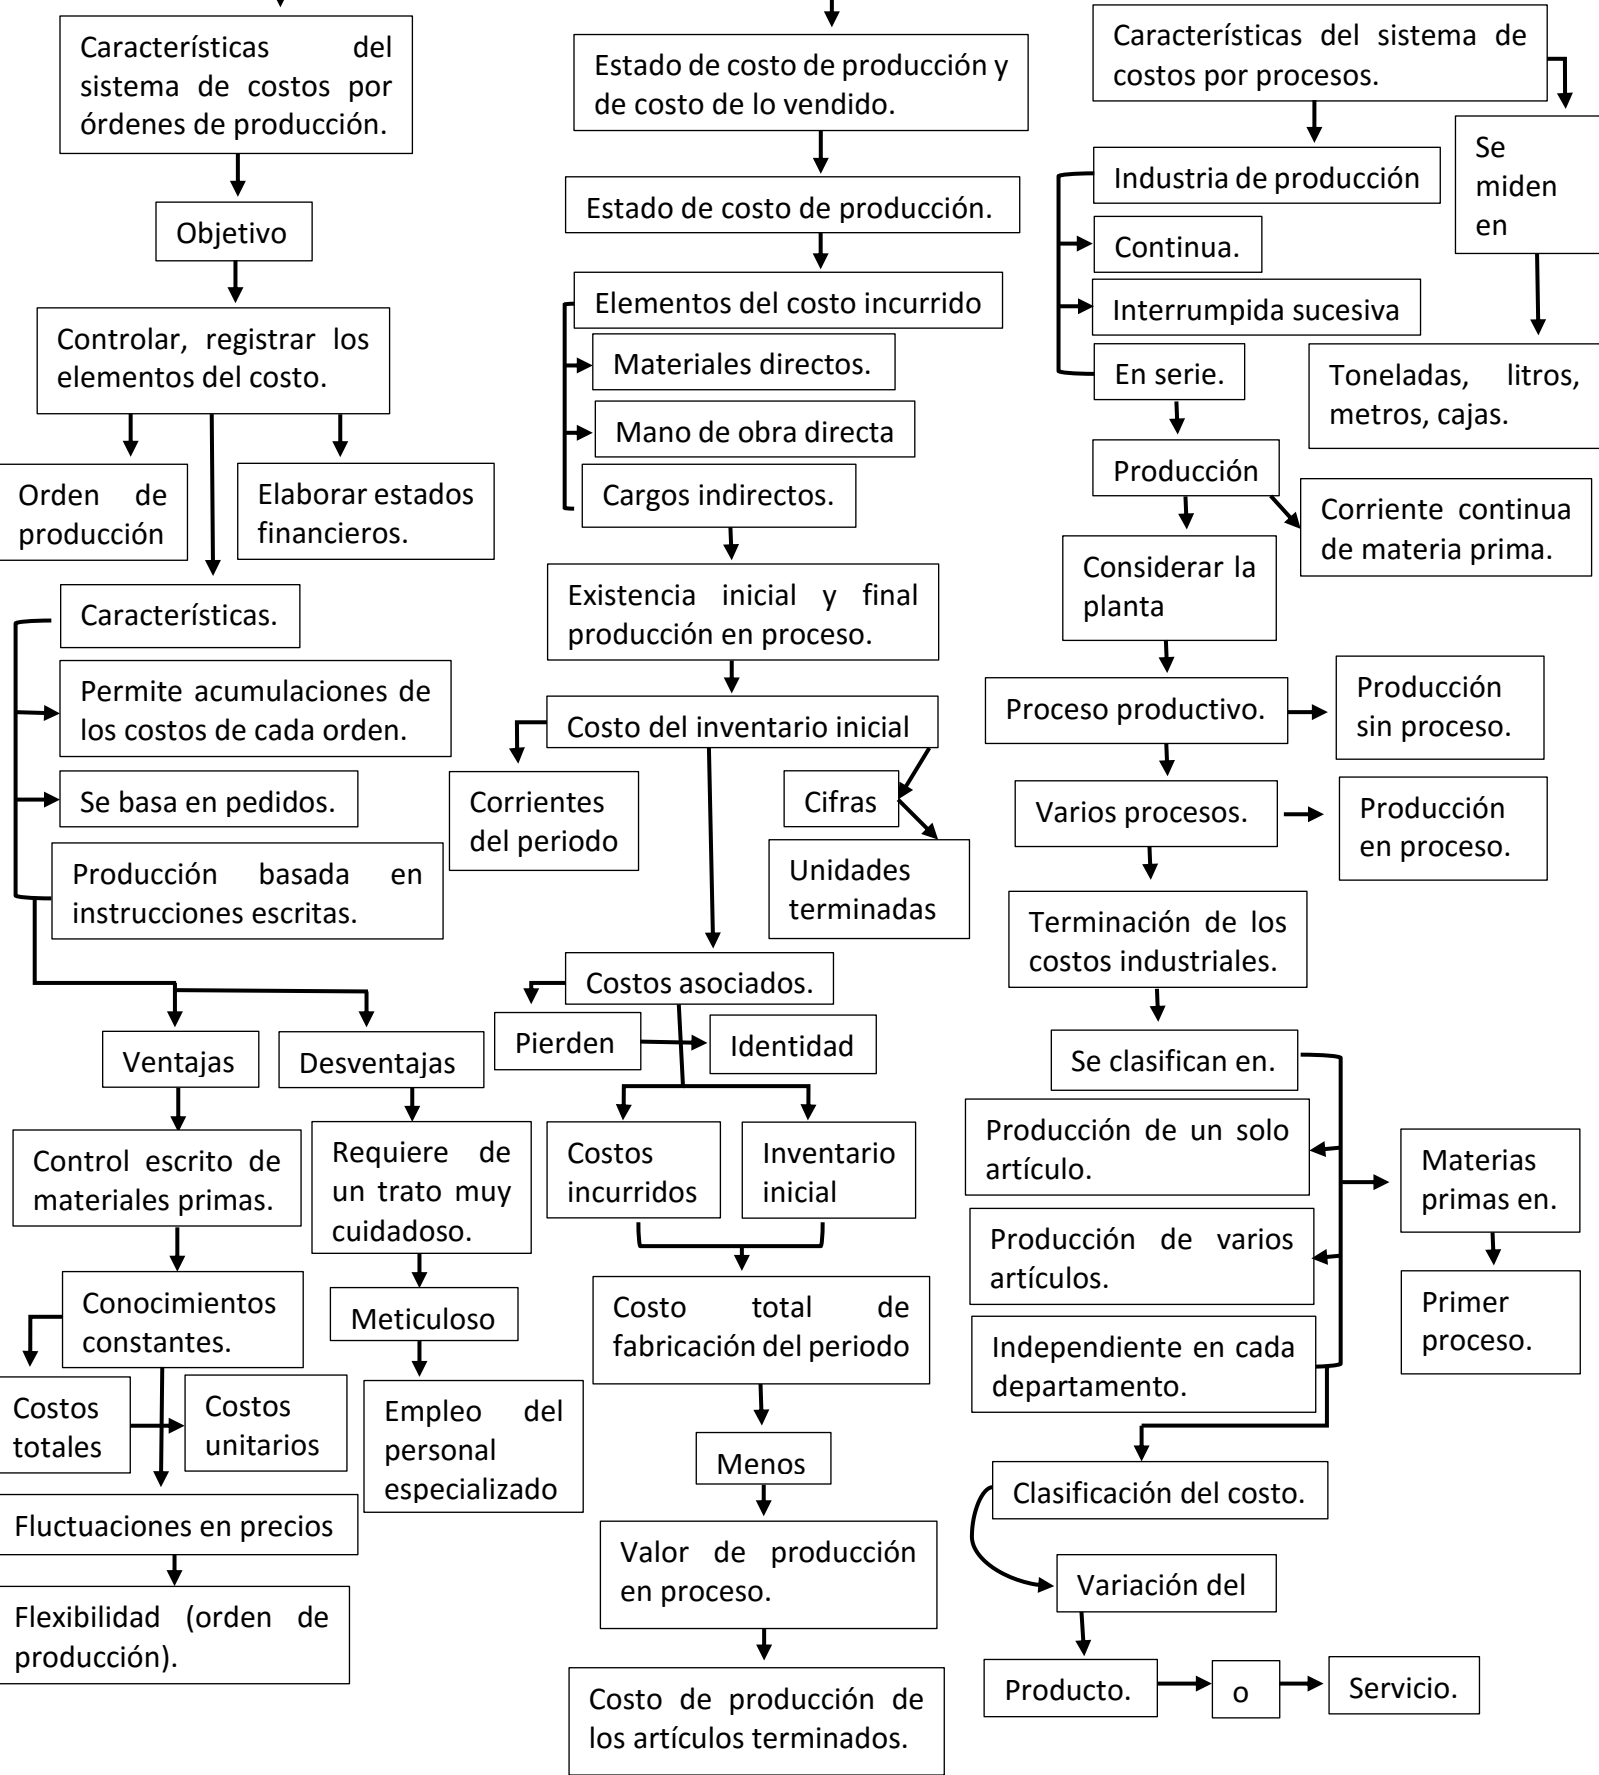 Características del
sistema de costos por
órdenes de producción.
Objetivo
Controlar, registrar los
elementos del costo.
Orden de
producción
Elaborar estados
financieros.
Características.
Permite acumulaciones de
los costos de cada orden.
Se basa en pedidos.
Producción basada en
instrucciones escritas.
Ventajas
Desventajas
Control escrito de
materiales primas.
Requiere de
un trato muy
cuidadoso.
Conocimientos
constantes.
Meticuloso
Costos
totales
Costos
unitarios
Empleo del
personal
especializado
Fluctuaciones en precios
Flexibilidad (orden de
producción).
Estado de costo de producción y
de costo de lo vendido.
Estado de costo de producción.
Elementos del costo incurrido
Materiales directos.
Mano de obra directa
Cargos indirectos.
Existencia inicial y final
producción en proceso.
Costo del inventario inicial
Corrientes
del periodo
Cifras
Unidades
terminadas
Costos asociados.
Pierden
Identidad
Costos
incurridos
Inventario
inicial
Costo total de
fabricación del periodo
Menos
Valor de producción
en proceso.
Costo de producción de
los artículos terminados.
Características del sistema de
costos por procesos.
Se
miden
en
Industria de producción
Continua.
Interrumpida sucesiva
En serie.
Toneladas, litros,
metros, cajas.
Producción
Corriente continua
de materia prima.
Considerar la
planta
Proceso productivo.
Producción
sin proceso.
Varios procesos.
Producción
en proceso.
Terminación de los
costos industriales.
Se clasifican en.
Producción de un solo
artículo.
Materias
primas en.
Producción de varios
artículos.
Primer
proceso.
Independiente en cada
departamento.
Clasificación del costo.
Variación del
Producto.
o
Servicio.